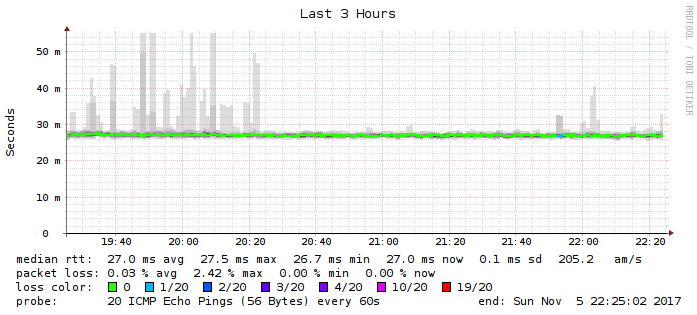 Last 3 Hours
RRDTOOL / TOBI OETIKER
Seconds
50 m
40 m
30 m
20 m
10 m
0
19:40 20:00 20:20 20:40 21:00 21:20 21:40 22:00 22:20
median rtt: 27.0 ms avg 27.5 ms max 26.7 ms min 27.0 ms now 0.1 ms sd 205.2 am/s
packet loss: 0.03 % avg 2.42 % max 0.00 % min 0.00 % now
loss color: 0 1/20 2/20 3/20 4/20 10/20 19/20
probe: 20 ICMP Echo Pings (56 Bytes) every 60s end: Sun Nov 5 22:25:02 2017